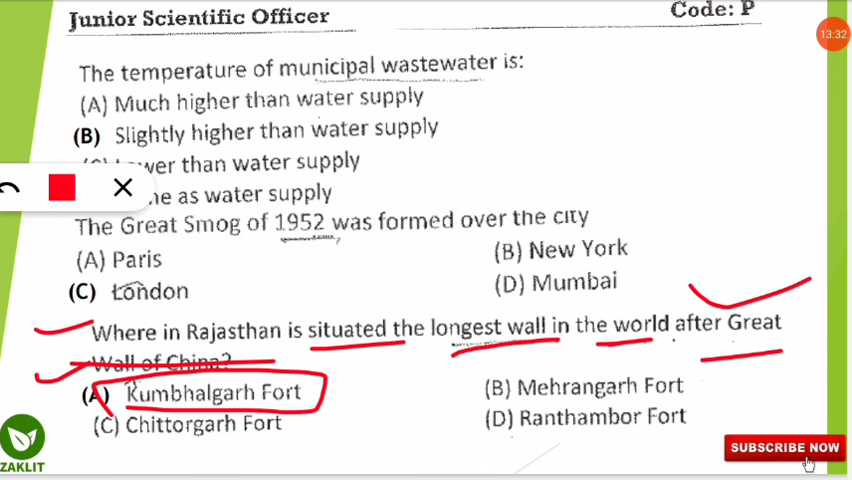 Junior Scientific Officer
Code: P
13:32
The temperature of municipal wastewater is:
(A) Much higher than water supply
(B) Slightly higher than water supply
than water supply
as water supply
The Great Smog of 1952 was formed over the city
(A) Paris
(B) New York
(C) London
(D) Mumbai
Where in Rajasthan is situated the longest wall in the world after Great
Wall of China?
(A) Kumbhalgarh Fort
(B) Mehrangarh Fort
(C) Chittorgarh Fort
(D) Ranthambor Fort
ZAKLIT
SUBSCRIBE NOW